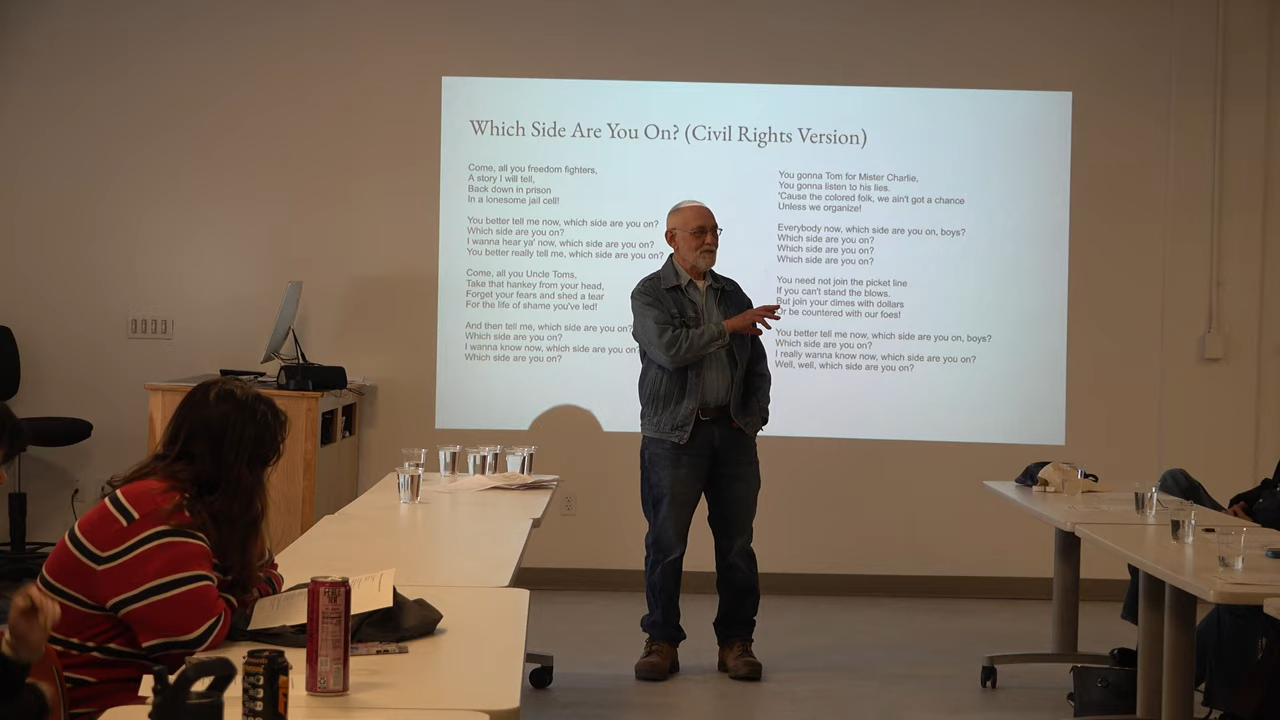 Which Side Are You On? (Civil Rights Version)
Come, all you freedom fighters,
A story I will tell,
Back down in prison
In a lonesome jail cell!
You better tell me now, which side are you on?
Which side are you on?
I wanna hear ya' now, which side are you on?
You better really tell me, which side are you on?
Come, all you Uncle Toms,
Take that hankey from your head,
Forget your fears and shed a tear
For the life of shame you've led!
And then tell me, which side are you on?
Which side are you on?
I wanna know now, which side are you on?
Which side are you on?
You gonna Tom for Mister Charlie,
You gonna listen to his lies.
'Cause the colored folk, we ain't got a chance
Unless we organize!
Everybody now, which side are you on, boys?
Which side are you on?
Which side are you on?
Which side are you on?
You need not join the picket line
If you can't stand the blows.
But join your dimes with dollars
Or be countered with our foes!
You better tell me now, which side are you on, boys?
Which side are you on?
I really wanna know now, which side are you on?
Well, well, which side are you on?